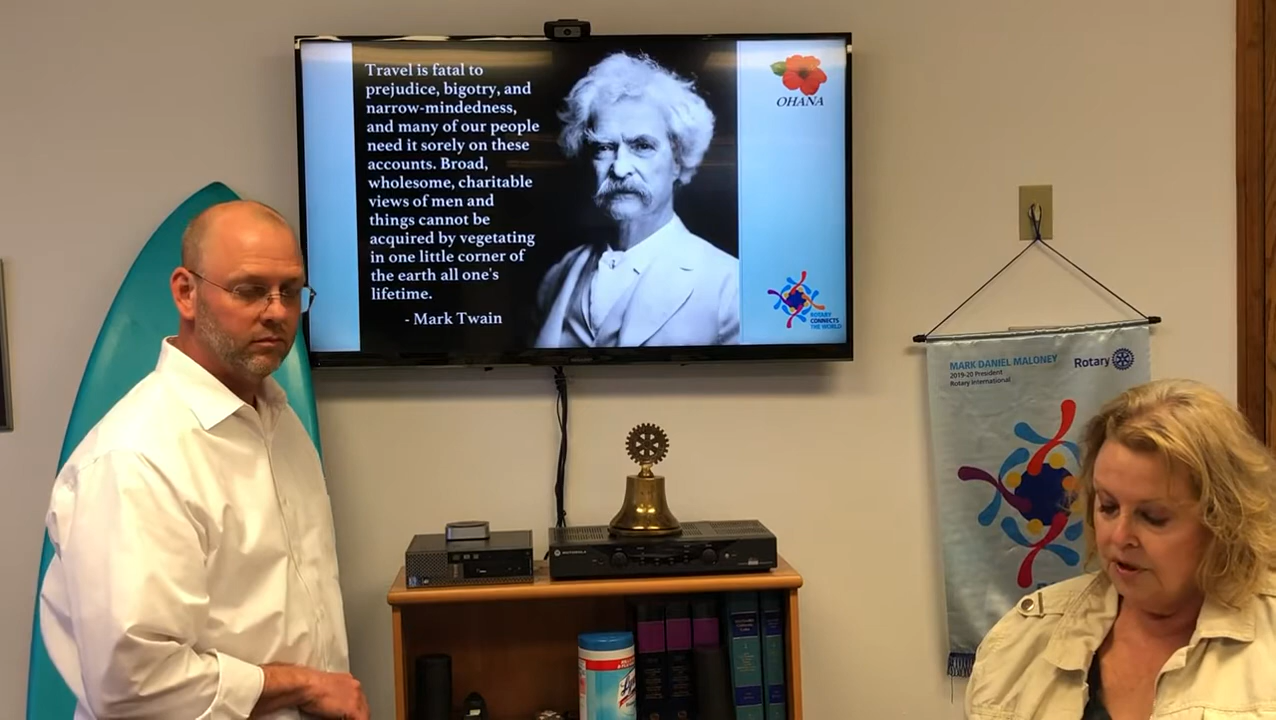 Travel is fatal to
prejudice, bigotry, and
narrow-mindedness,
and many of our people
need it sorely on these
accounts. Broad,
wholesome, charitable
views of men and
things cannot be
acquired by vegetating
in one little corner of
the earth all one's
lifetime.
- Mark Twain
OHANA
ROTARY
CONNECTS
THE WORLD
MARK DANIEL MALONEY
2019-20 President
Rotary International
Rotary
MOTOROLA